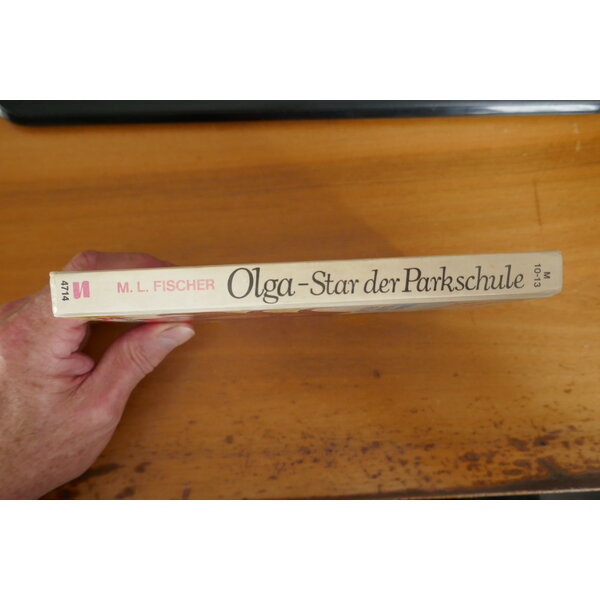 4714
M. L. FISCHER
Olga – Star der Parkschule
M
10-13